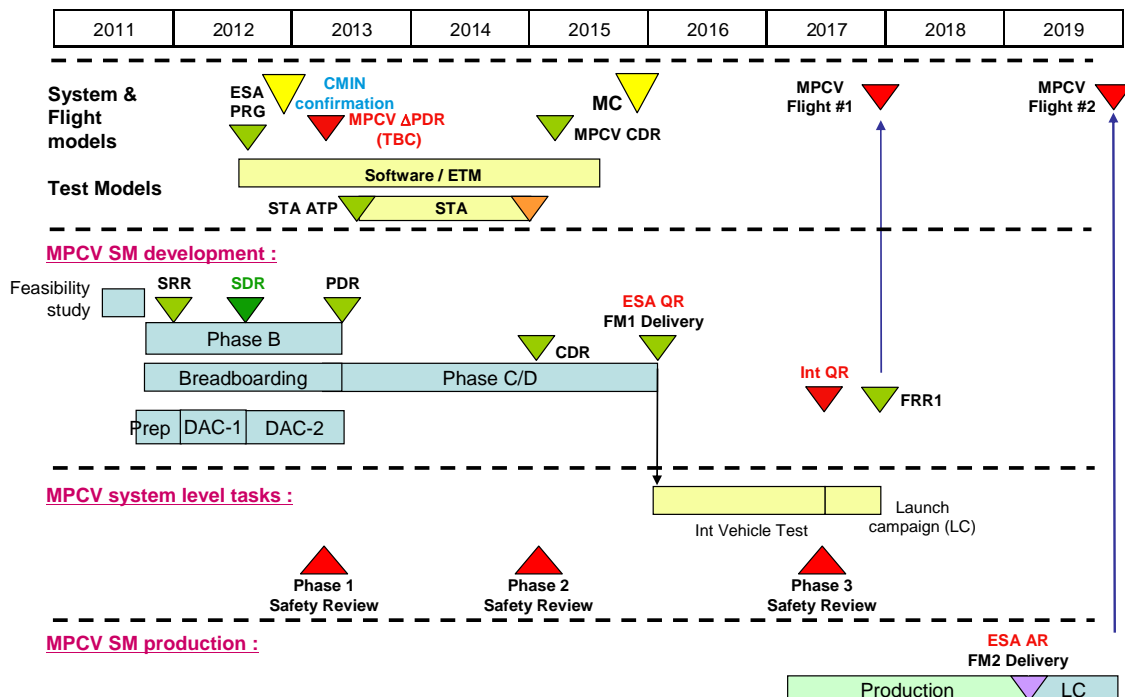 2011 2012 2013 2014 2015 2016 2017 2018 2019
System &
Flight
models
ESA
PRG
CMIN
confirmation
MPCV ΔPDR
(TBC)
MC
MPCV CDR
MPCV
Flight #1
MPCV
Flight #2
Software / ETM
Test Models
STA ATP
STA
MPCV SM development :
Feasibility
study
SRR
SDR
PDR
ESA QR
FM1 Delivery
Phase B
CDR
Breadboarding
Phase C/D
Int QR
FRR1
Prep
DAC-1
DAC-2
MPCV system level tasks :
Int Vehicle Test
Launch
campaign (LC)
Phase 1
Safety Review
Phase 2
Safety Review
Phase 3
Safety Review
MPCV SM production :
ESA AR
FM2 Delivery
Production
LC